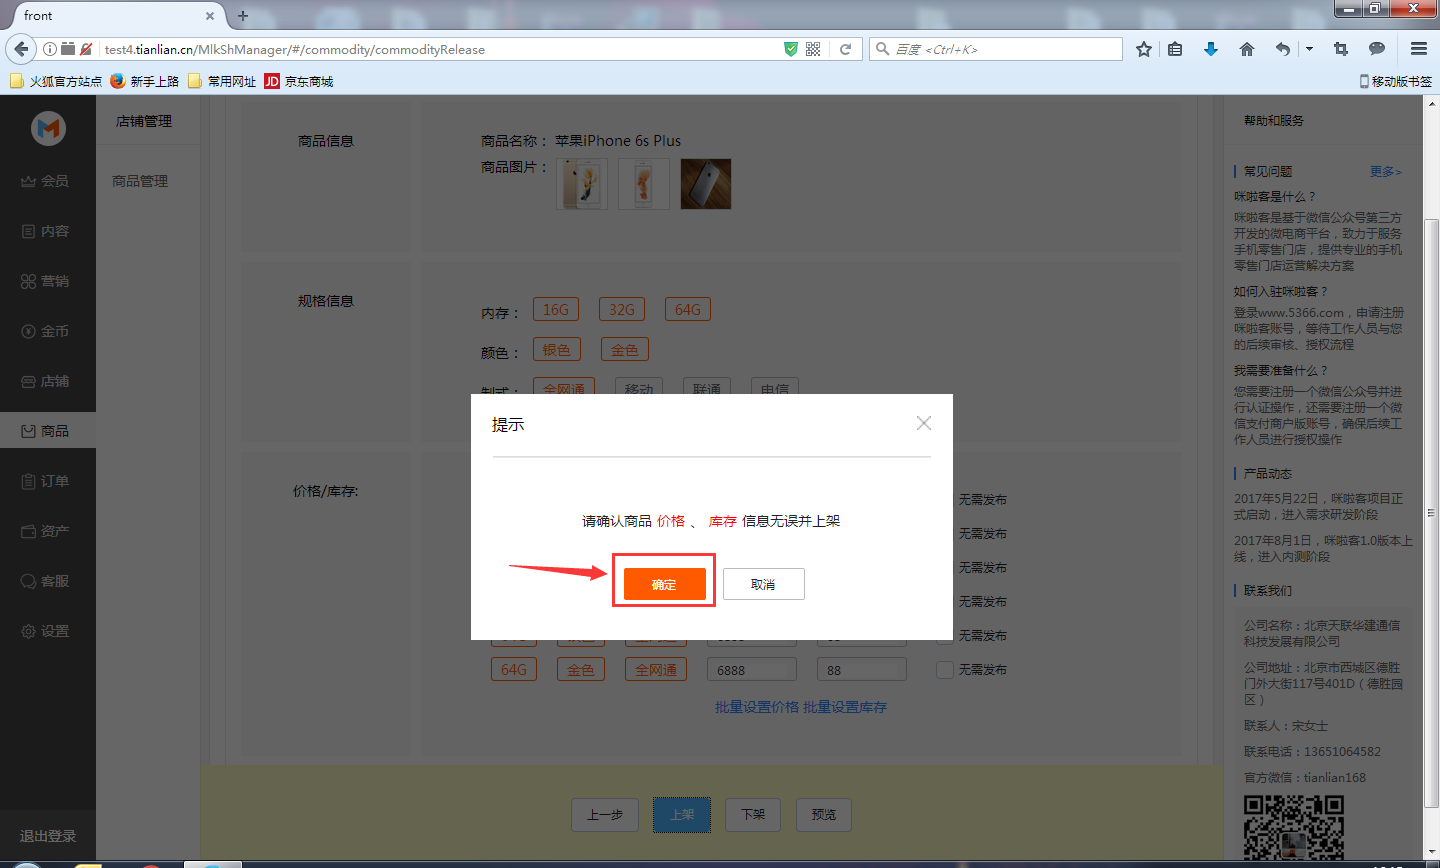 front
test4.tianlian.cn/MlkShManager/#/commodity/commodityRelease
百度 <Ctrl+K>
火狐官方站点 新手上路 常用网址 JD 京东商城
移动版书签
店铺管理
商品管理
会员
内容
营销
金币
店铺
商品
订单
资产
客服
设置
退出登录
商品信息
商品名称： 苹果iPhone 6s Plus
商品图片：
规格信息
内存： 16G 32G 64G
颜色： 银色 金色
制式： 全网通 移动 联通 电信
价格/库存:
提示
请确认商品 价格 、 库存 信息无误并上架
确定 取消
无需发布
无需发布
无需发布
无需发布
无需发布
64G 金色 全网通 6888 88 无需发布
批量设置价格 批量设置库存
上一步 上架 下架 预览
帮助和服务
常见问题 更多>
咪啦客是什么？
咪啦客是基于微信公众号第三方
开发的微电商平台，致力于服务
手机零售门店，提供专业的手机
零售门店运营解决方案
如何入驻咪啦客？
登录www.5366.com，申请注册
咪啦客账号，等待工作人员与您
的后续审核、授权流程
我需要准备什么？
您需要注册一个微信公众号并进
行认证操作，还需要注册一个微
信支付商户版账号，确保后续工
作人员进行授权操作
产品动态
2017年5月22日，咪啦客项目正
式启动，进入需求研发阶段
2017年8月1日，咪啦客1.0版本上
线，进入内测阶段
联系我们
公司名称：北京天联华建通信
科技发展有限公司
公司地址：北京市西城区德胜
门外大街117号401D（德胜园
区）
联系人：宋女士
联系电话：13651064582
官方微信：tianlian168